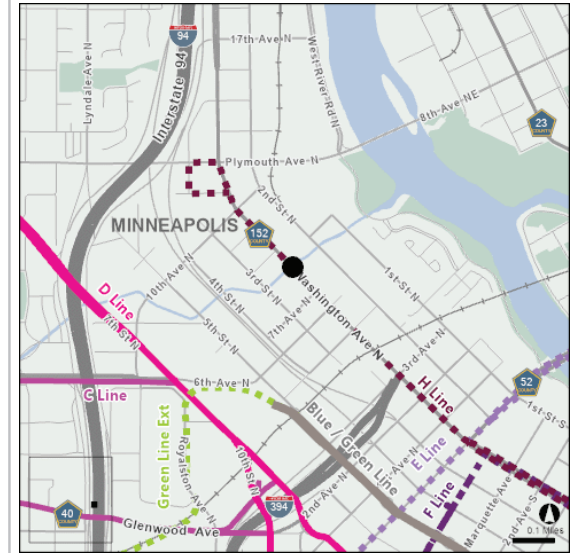 94
17th Ave N
West River Rd N
Lyndale Ave N
Interstate 94
8th Ave NE
23
COUNTY
Plymouth Ave N
2nd St N
MINNEAPOLIS
152
COUNTY
10th Ave N
3rd St N
Washington Ave N
1st St N
4th St N
7th Ave N
D Line
7th St N
5th St N
3rd Ave N
6th Ave N
C Line
H Line
52
COUNTY
1st St S
Blue / Green Line
E Line
Green Line Ext
Royalston Ave N
10th St N
F Line
394
2nd Ave N
Marquette Ave
40
COUNTY
Glenwood Ave
N
0.1 Miles